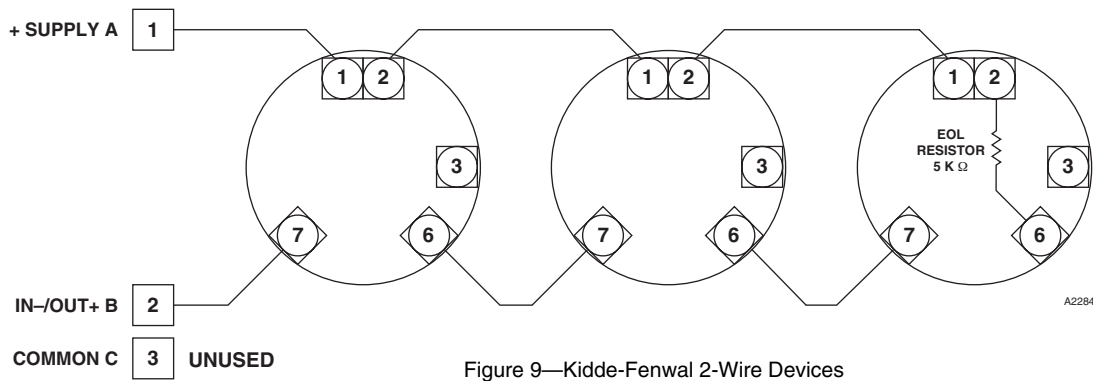 + SUPPLY A 1
1 2
1 2
1 2
EOL
RESISTOR
5 K Ω
3
3
3
7 6
7 6
7 6
IN–/OUT+ B 2
A2284
COMMON C 3 UNUSED
Figure 9—Kidde-Fenwal 2-Wire Devices